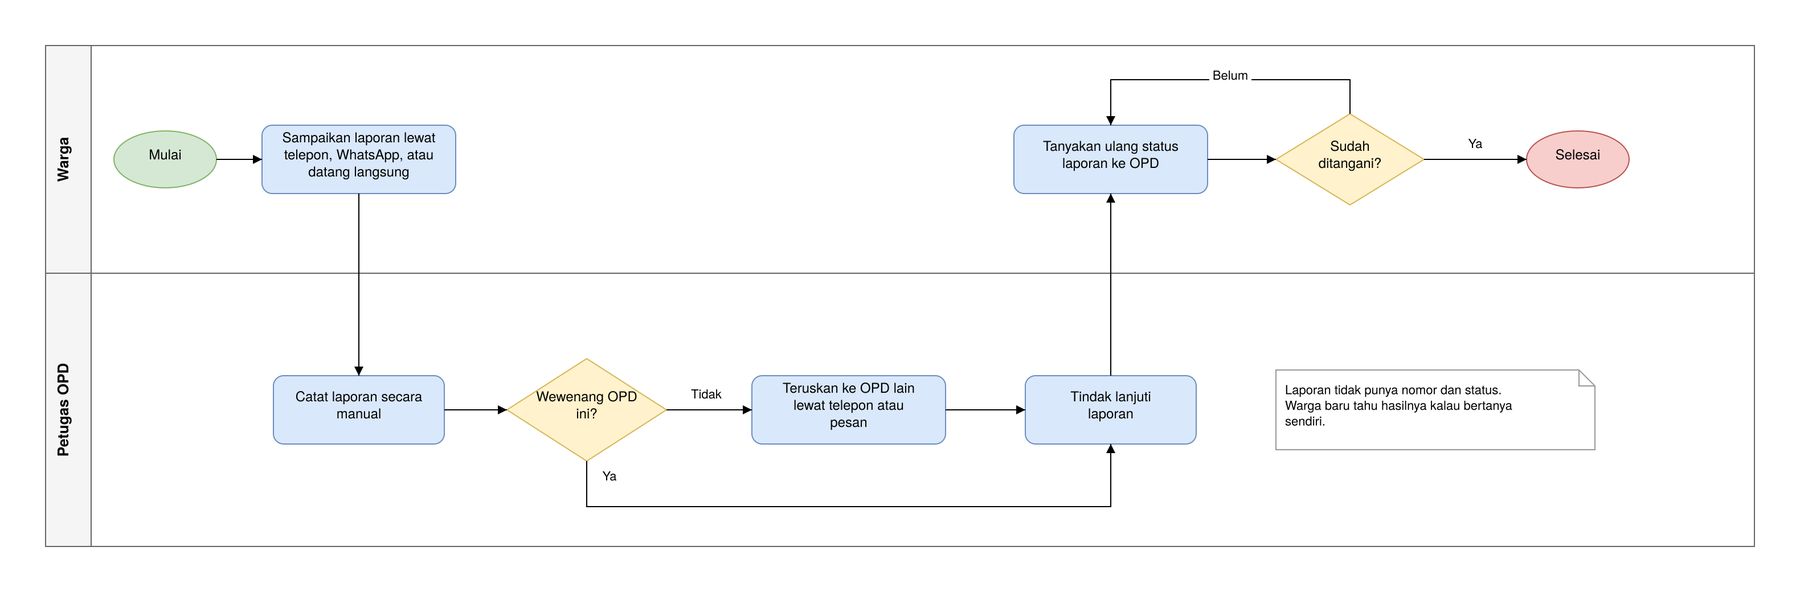 Warga
Mulai
Sampaikan laporan lewat
telepon, WhatsApp, atau
datang langsung
Belum
Tanyakan ulang status
laporan ke OPD
Sudah
ditangani?
Ya
Selesai
Petugas OPD
Catat laporan secara
manual
Wewenang OPD
ini?
Tidak
Ya
Teruskan ke OPD lain
lewat telepon atau
pesan
Tindak lanjuti
laporan
Laporan tidak punya nomor dan status.
Warga baru tahu hasilnya kalau bertanya
sendiri.